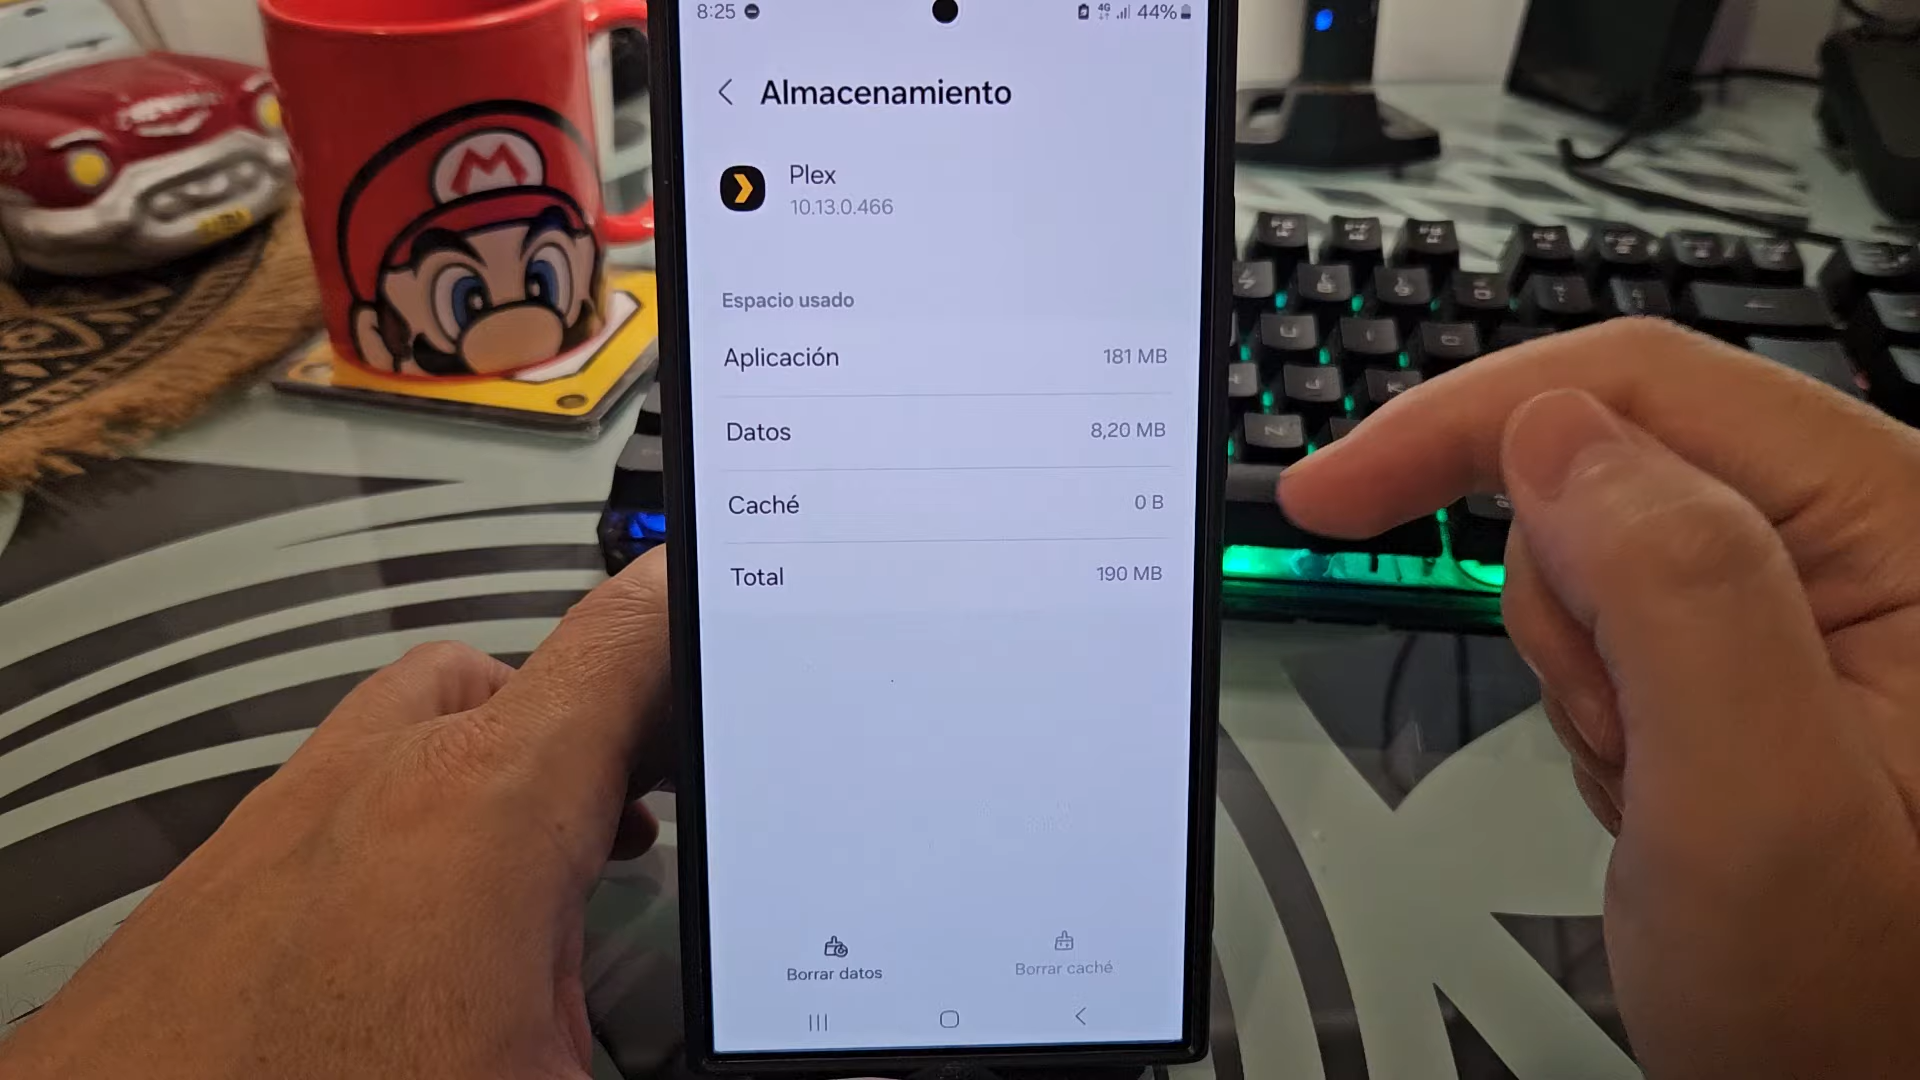 8:25
4G
44%
Almacenamiento
Plex
10.13.0.466
Espacio usado
Aplicación 181 MB
Datos 8,20 MB
Caché 0 B
Total 190 MB
Borrar datos
Borrar caché
M